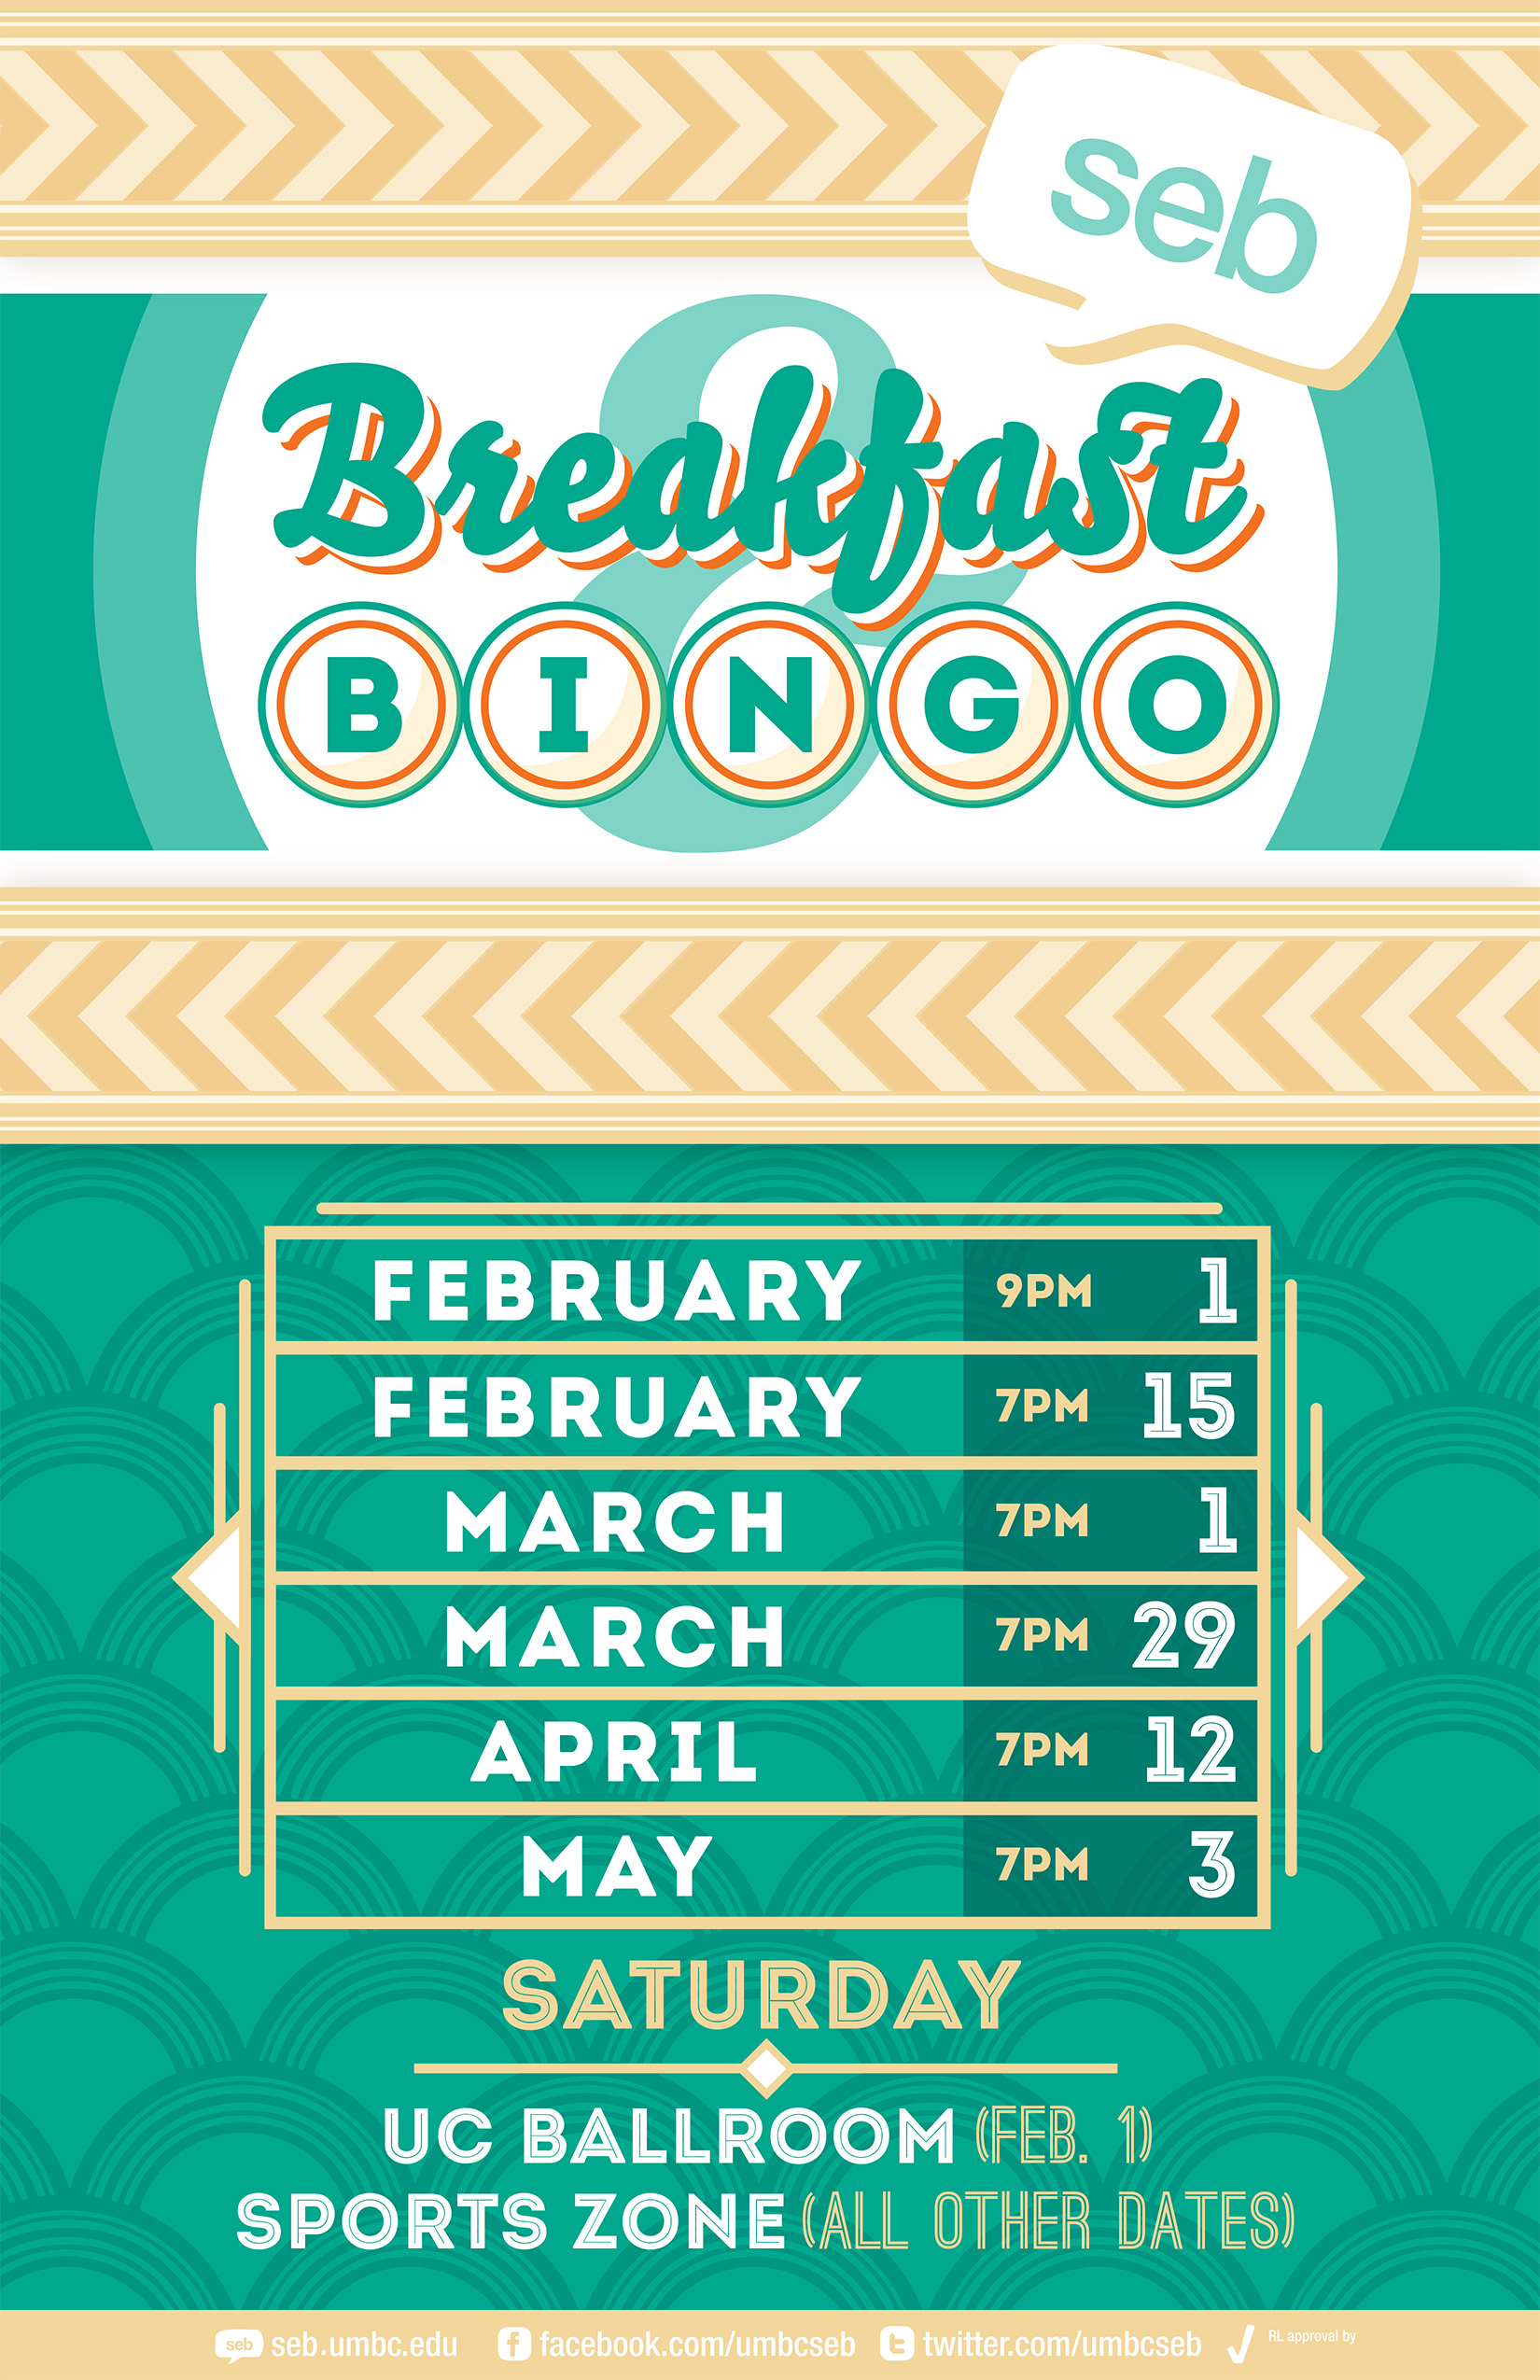 seb
&
Breakfast
BINGO
FEBRUARY 9PM 1
FEBRUARY 7PM 15
MARCH 7PM 1
MARCH 7PM 29
APRIL 7PM 12
MAY 7PM 3
SATURDAY
UC BALLROOM (FEB. 1)
SPORTS ZONE (ALL OTHER DATES)
seb seb.umbc.edu f facebook.com/umbcseb t twitter.com/umbcseb RL approval by